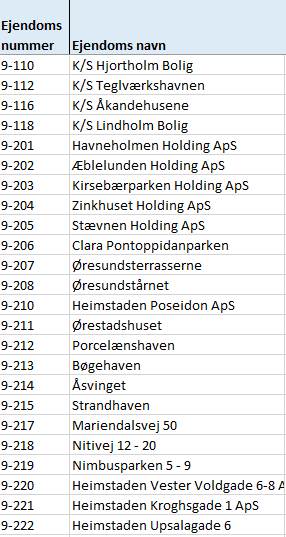 Ejendoms
nummer Ejendoms navn
9-110 K/S Hjortholm Bolig
9-112 K/S Teglværkshavnen
9-116 K/S Åkandehusene
9-118 K/S Lindholm Bolig
9-201 Havneholmen Holding ApS
9-202 Æblelunden Holding ApS
9-203 Kirsebærparken Holding ApS
9-204 Zinkhuset Holding ApS
9-205 Stævnen Holding ApS
9-206 Clara Pontoppidanparken
9-207 Øresundsterrasserne
9-208 Øresundstårnet
9-210 Heimstaden Poseidon ApS
9-211 Ørestadshuset
9-212 Porcelænshaven
9-213 Bøgehaven
9-214 Åsvinget
9-215 Strandhaven
9-217 Mariendalsvej 50
9-218 Nitivej 12 - 20
9-219 Nimbusparken 5 - 9
9-220 Heimstaden Vester Voldgade 6-8 A
9-221 Heimstaden Kroghsgade 1 ApS
9-222 Heimstaden Upsalagade 6